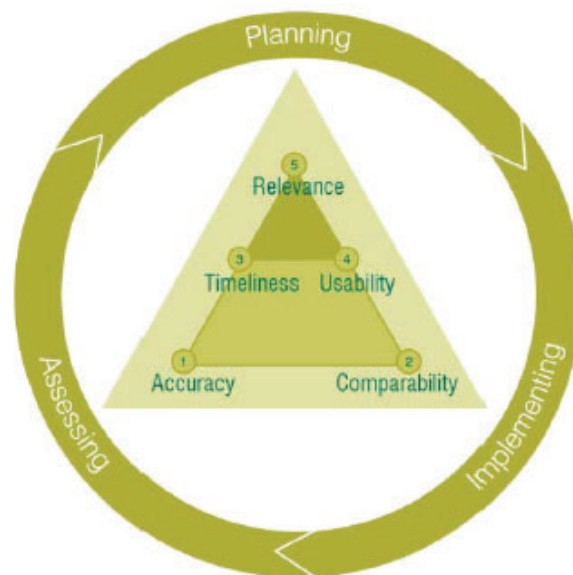 Planning
5
Relevance
3 4
Timeliness Usability
1 2
Accuracy Comparability
Assessing
Implementing